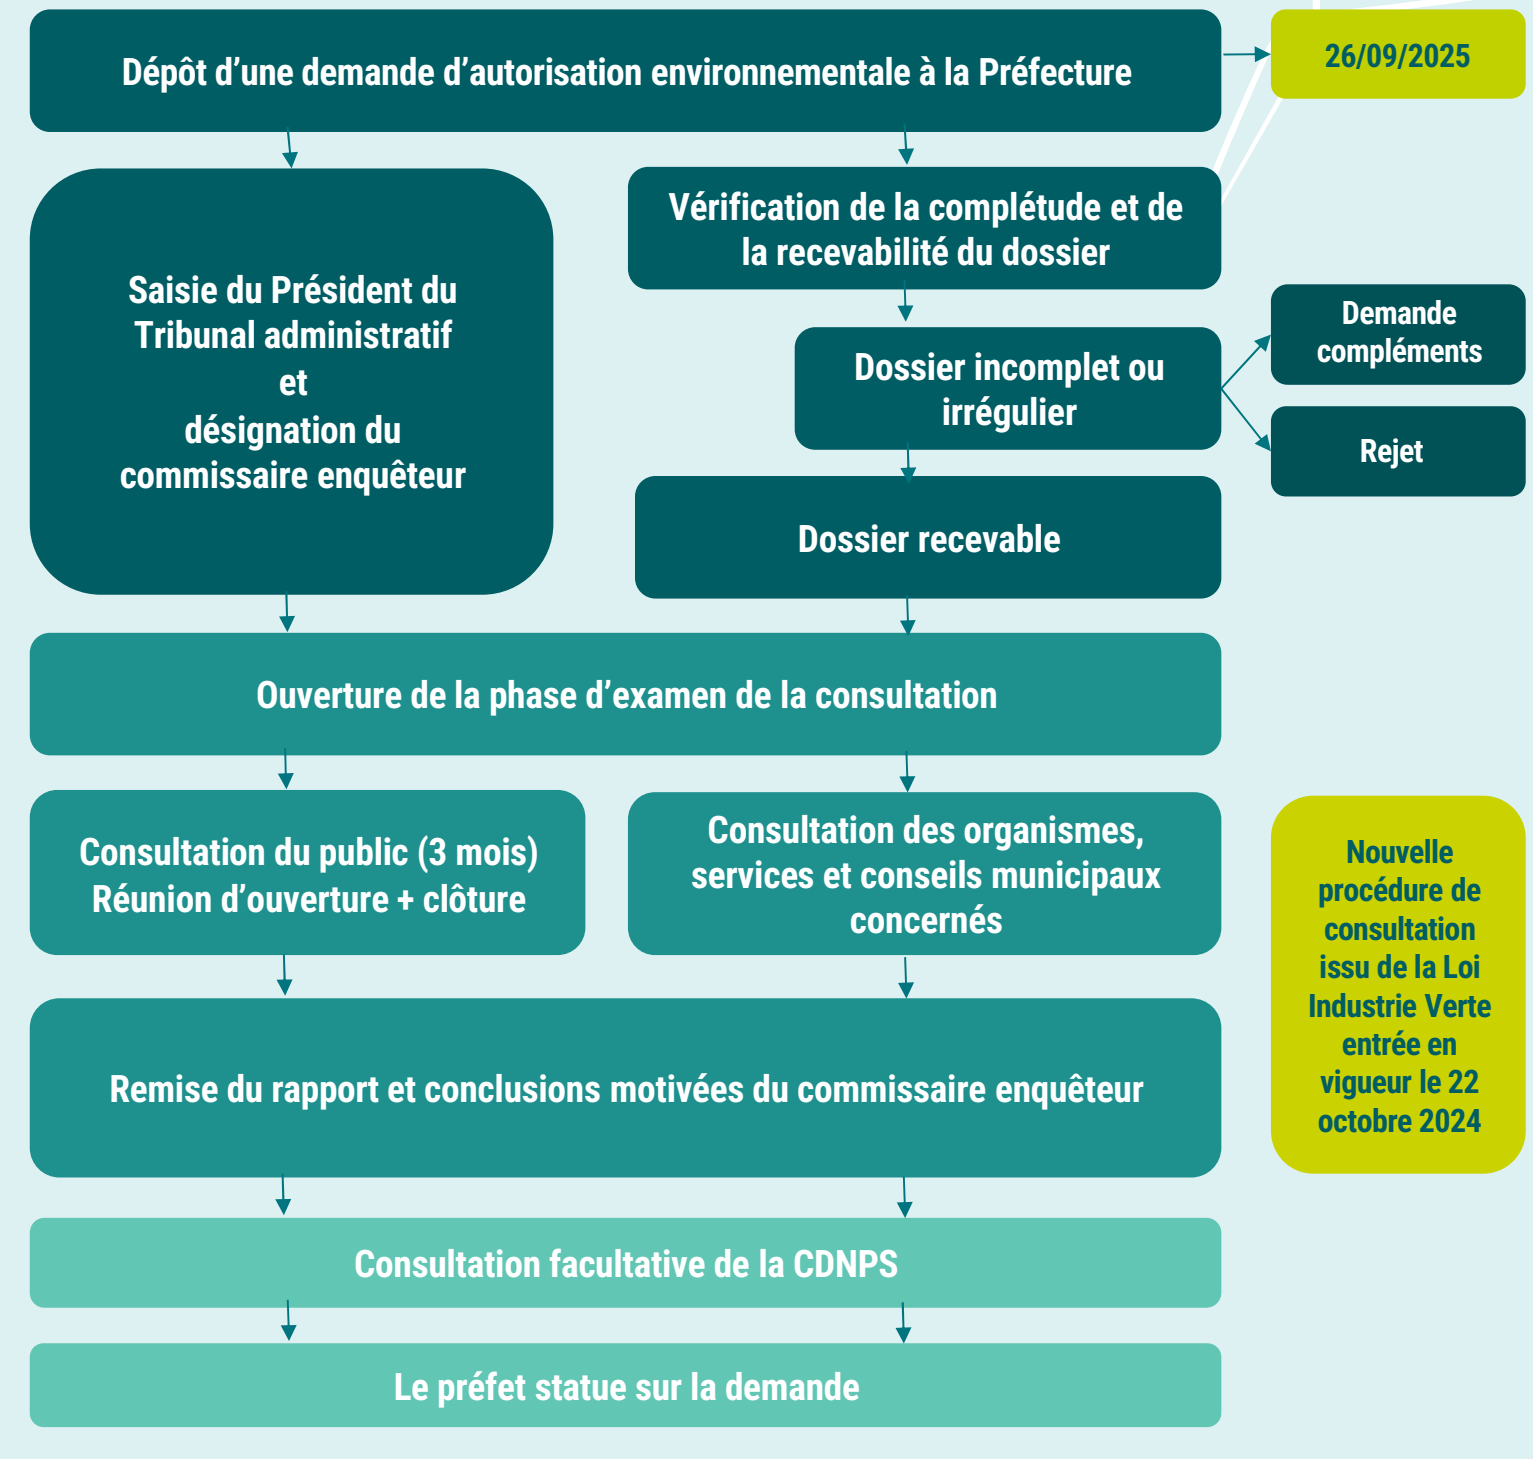 Dépôt d’une demande d’autorisation environnementale à la Préfecture
26/09/2025
Saisie du Président du
Tribunal administratif
et
désignation du
commissaire enquêteur
Vérification de la complétude et de
la recevabilité du dossier
Dossier incomplet ou
irrégulier
Demande
compléments
Rejet
Dossier recevable
Ouverture de la phase d’examen de la consultation
Consultation du public (3 mois)
Réunion d’ouverture + clôture
Consultation des organismes,
services et conseils municipaux
concernés
Nouvelle
procédure de
consultation
issu de la Loi
Industrie Verte
entrée en
vigueur le 22
octobre 2024
Remise du rapport et conclusions motivées du commissaire enquêteur
Consultation facultative de la CDNPS
Le préfet statue sur la demande